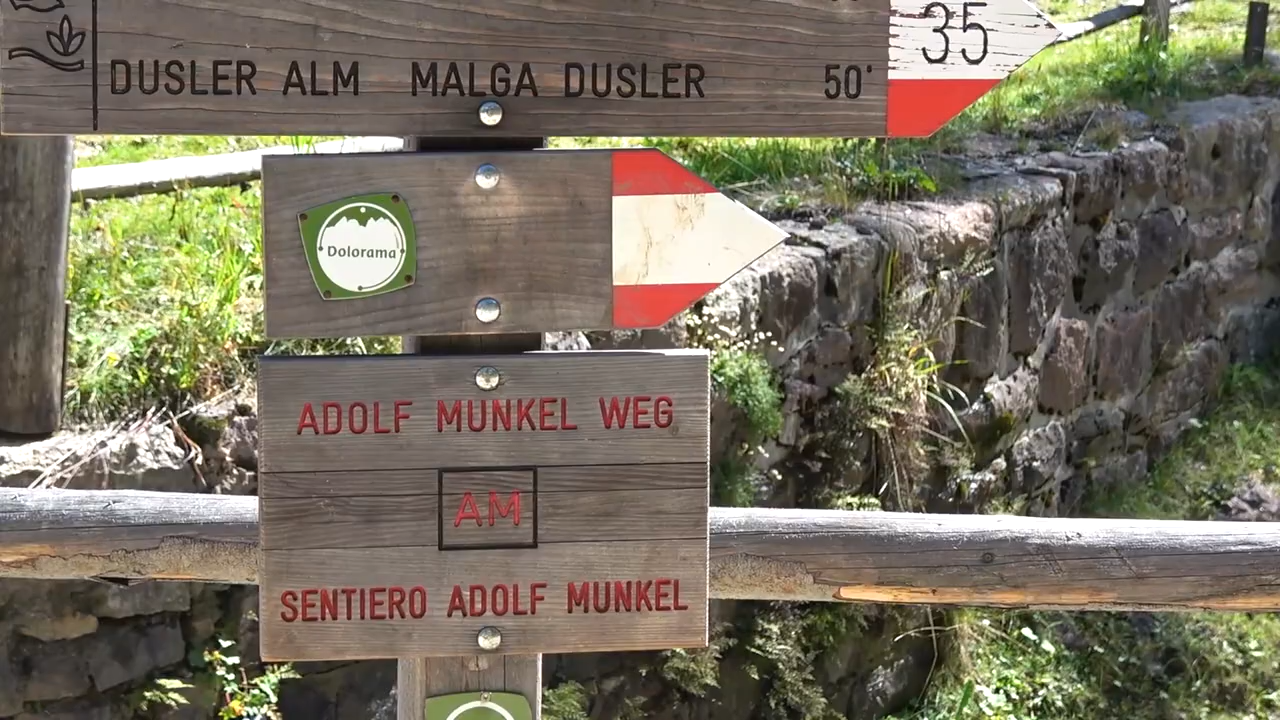 35
DUSLER ALM MALGA DUSLER 50'
Dolorama
ADOLF MUNKEL WEG
AM
SENTIERO ADOLF MUNKEL